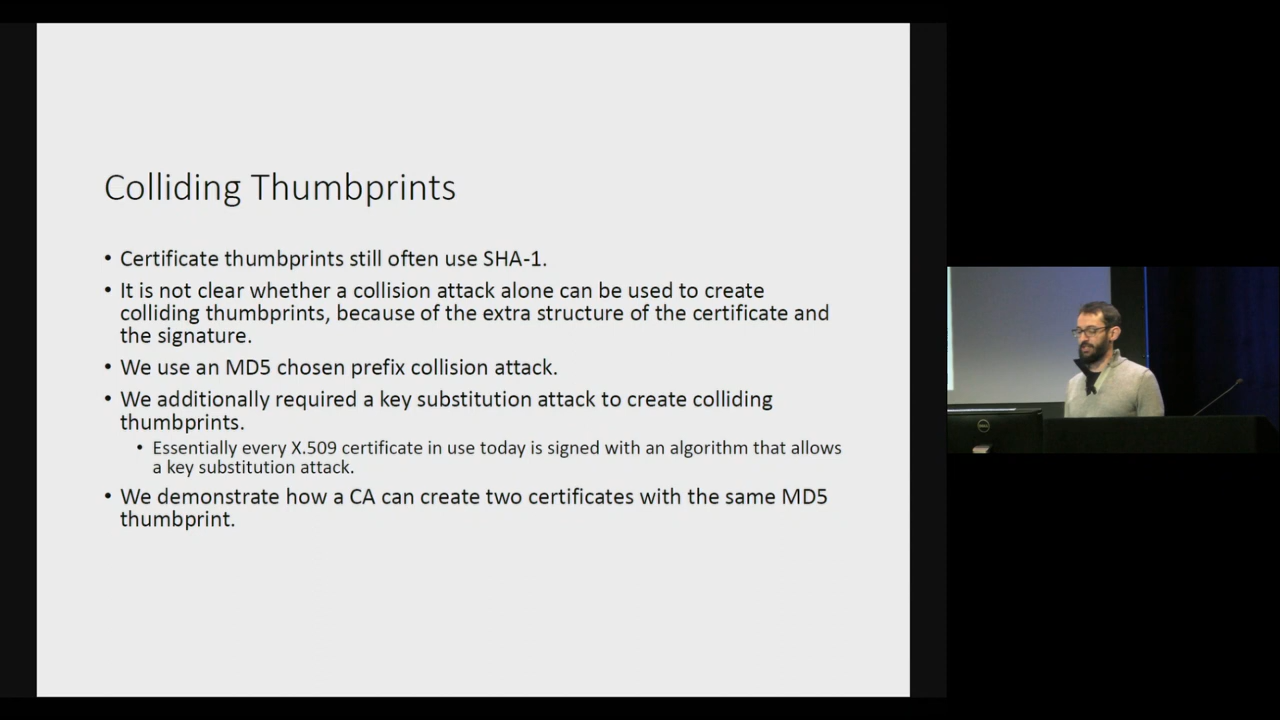 Colliding Thumbprints
• Certificate thumbprints still often use SHA-1.
• It is not clear whether a collision attack alone can be used to create
colliding thumbprints, because of the extra structure of the certificate and
the signature.
• We use an MD5 chosen prefix collision attack.
• We additionally required a key substitution attack to create colliding
thumbprints.
• Essentially every X.509 certificate in use today is signed with an algorithm that allows
a key substitution attack.
• We demonstrate how a CA can create two certificates with the same MD5
thumbprint.
DELL